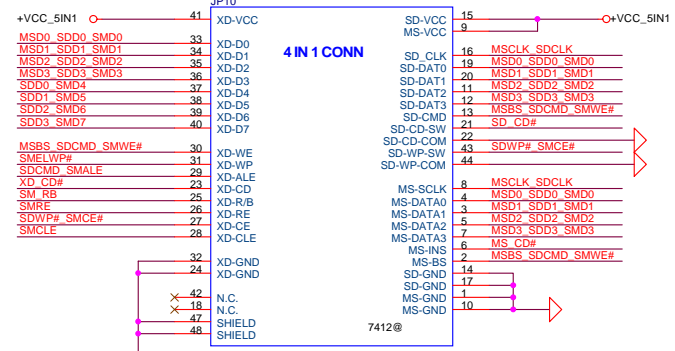 JP10
+VCC_5IN1 41 XD-VCC SD-VCC 15 +VCC_5IN1
MS-VCC 9
4 IN 1 CONN
MSD0_SDD0_SMD0 33 XD-D0
MSD1_SDD1_SMD1 34 XD-D1
MSD2_SDD2_SMD2 35 XD-D2
MSD3_SDD3_SMD3 36 XD-D3
SDD0_SMD4 37 XD-D4
SDD1_SMD5 38 XD-D5
SDD2_SMD6 39 XD-D6
SDD3_SMD7 40 XD-D7
SD_CLK 16 MSCLK_SDCLK
SD-DAT0 19 MSD0_SDD0_SMD0
SD-DAT1 20 MSD1_SDD1_SMD1
SD-DAT2 11 MSD2_SDD2_SMD2
SD-DAT3 12 MSD3_SDD3_SMD3
SD-CMD 13 MSBS_SDCMD_SMWE#
SD-CD-SW 21 SD_CD#
SD-CD-COM 22
SD-WP-SW 43 SDWP#_SMCE#
SD-WP-COM 44
MSBS_SDCMD_SMWE# 30 XD-WE
SMELWP# 31 XD-WP
SDCMD_SMALE 29 XD-ALE
XD_CD# 23 XD-CD
SM_RB 25 XD-R/B
SMRE 26 XD-RE
SDWP#_SMCE# 27 XD-CE
SMCLE 28 XD-CLE
MS-SCLK 8 MSCLK_SDCLK
MS-DATA0 4 MSD0_SDD0_SMD0
MS-DATA1 3 MSD1_SDD1_SMD1
MS-DATA2 5 MSD2_SDD2_SMD2
MS-DATA3 7 MSD3_SDD3_SMD3
MS-INS 6 MS_CD#
MS-BS 2 MSBS_SDCMD_SMWE#
32 XD-GND
24 XD-GND
SD-GND 14
SD-GND 17
MS-GND 1
MS-GND 10
42 N.C.
18 N.C.
47 SHIELD
48 SHIELD
7412@